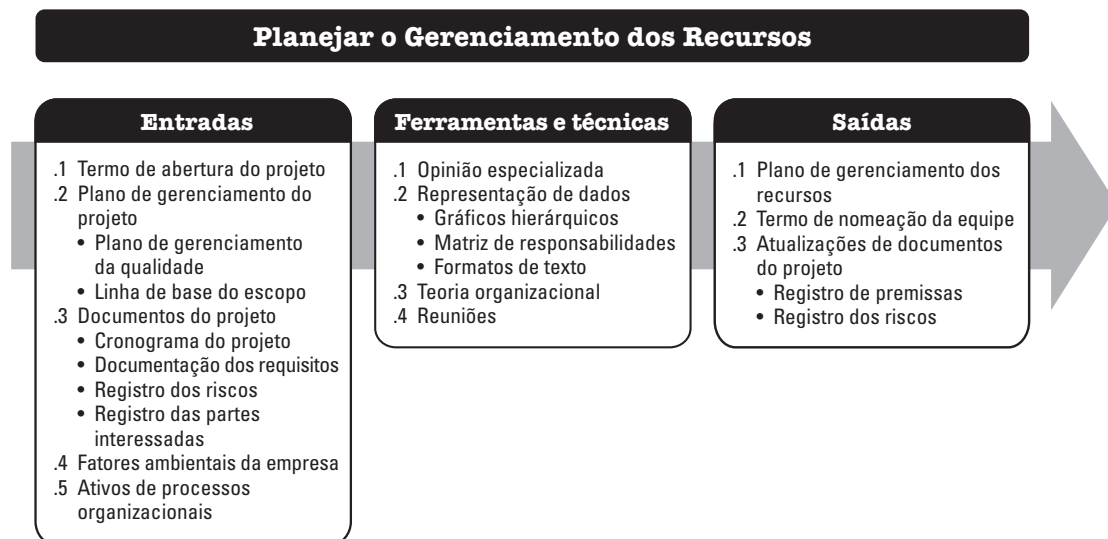 Planejar o Gerenciamento dos Recursos
Entradas
.1 Termo de abertura do projeto
.2 Plano de gerenciamento do
projeto
• Plano de gerenciamento
da qualidade
• Linha de base do escopo
.3 Documentos do projeto
• Cronograma do projeto
• Documentação dos requisitos
• Registro dos riscos
• Registro das partes
interessadas
.4 Fatores ambientais da empresa
.5 Ativos de processos
organizacionais
Ferramentas e técnicas
.1 Opinião especializada
.2 Representação de dados
• Gráficos hierárquicos
• Matriz de responsabilidades
• Formatos de texto
.3 Teoria organizacional
.4 Reuniões
Saídas
.1 Plano de gerenciamento dos
recursos
.2 Termo de nomeação da equipe
.3 Atualizações de documentos
do projeto
• Registro de premissas
• Registro dos riscos